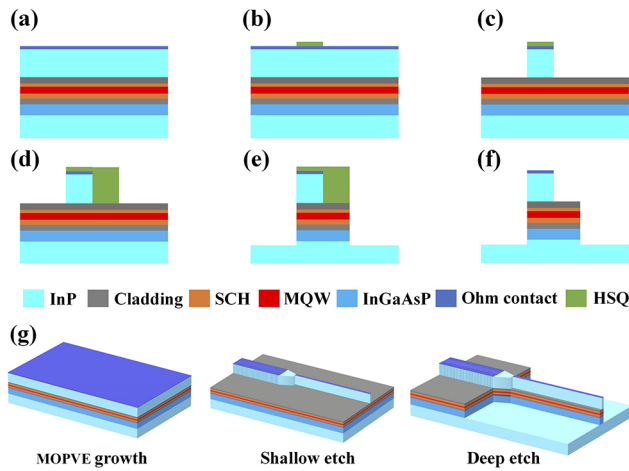 (a) (b) (c)
(d) (e) (f)
InP Cladding SCH MQW InGaAsP Ohm contact HSQ
(g)
MOPVE growth Shallow etch Deep etch